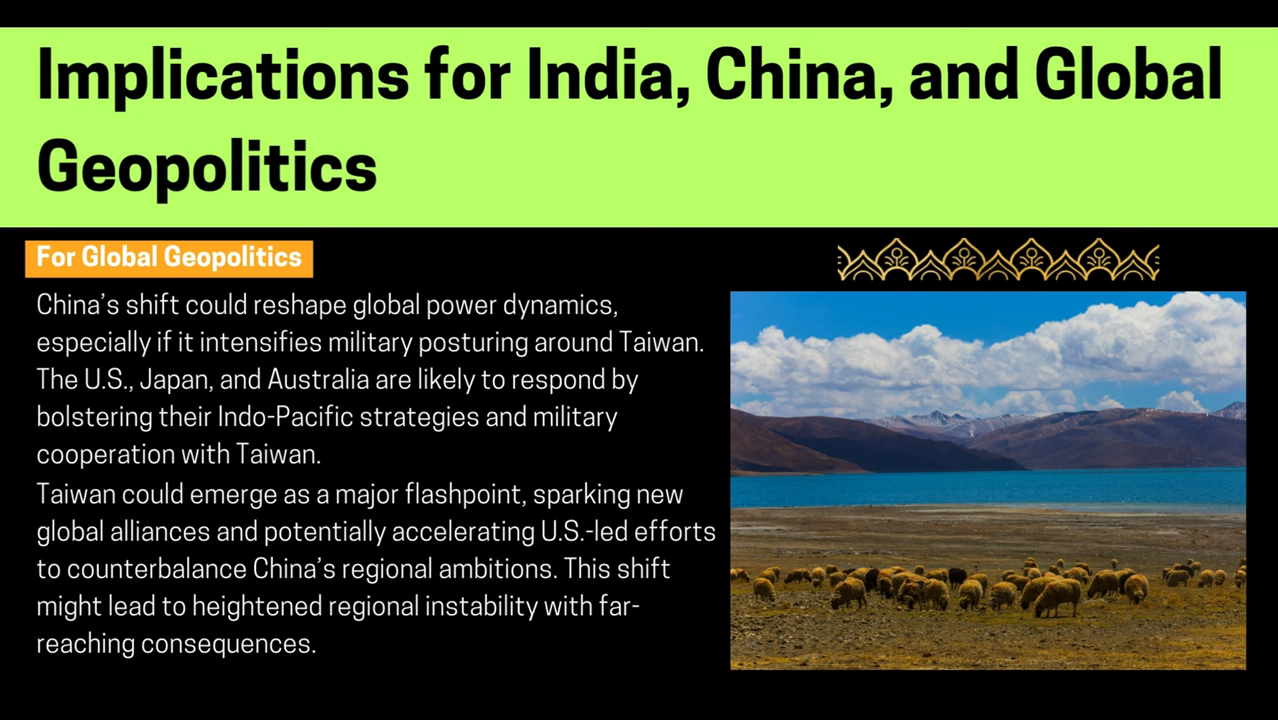 Implications for India, China, and Global
Geopolitics
For Global Geopolitics
China’s shift could reshape global power dynamics,
especially if it intensifies military posturing around Taiwan.
The U.S., Japan, and Australia are likely to respond by
bolstering their Indo-Pacific strategies and military
cooperation with Taiwan.
Taiwan could emerge as a major flashpoint, sparking new
global alliances and potentially accelerating U.S.-led efforts
to counterbalance China’s regional ambitions. This shift
might lead to heightened regional instability with far-
reaching consequences.